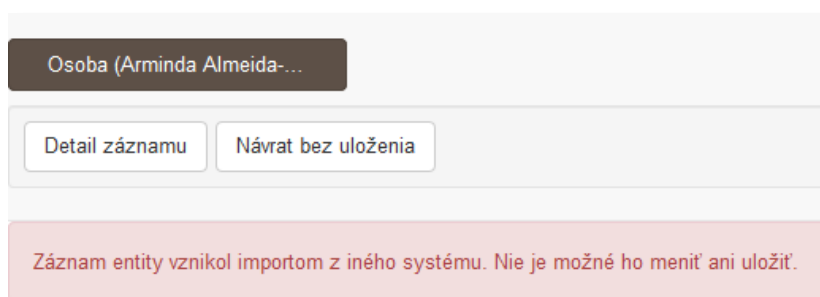 Osoba (Arminda Almeida-...
Detail záznamu Návrat bez uloženia
Záznam entity vznikol importom z iného systému. Nie je možné ho meniť ani uložiť.